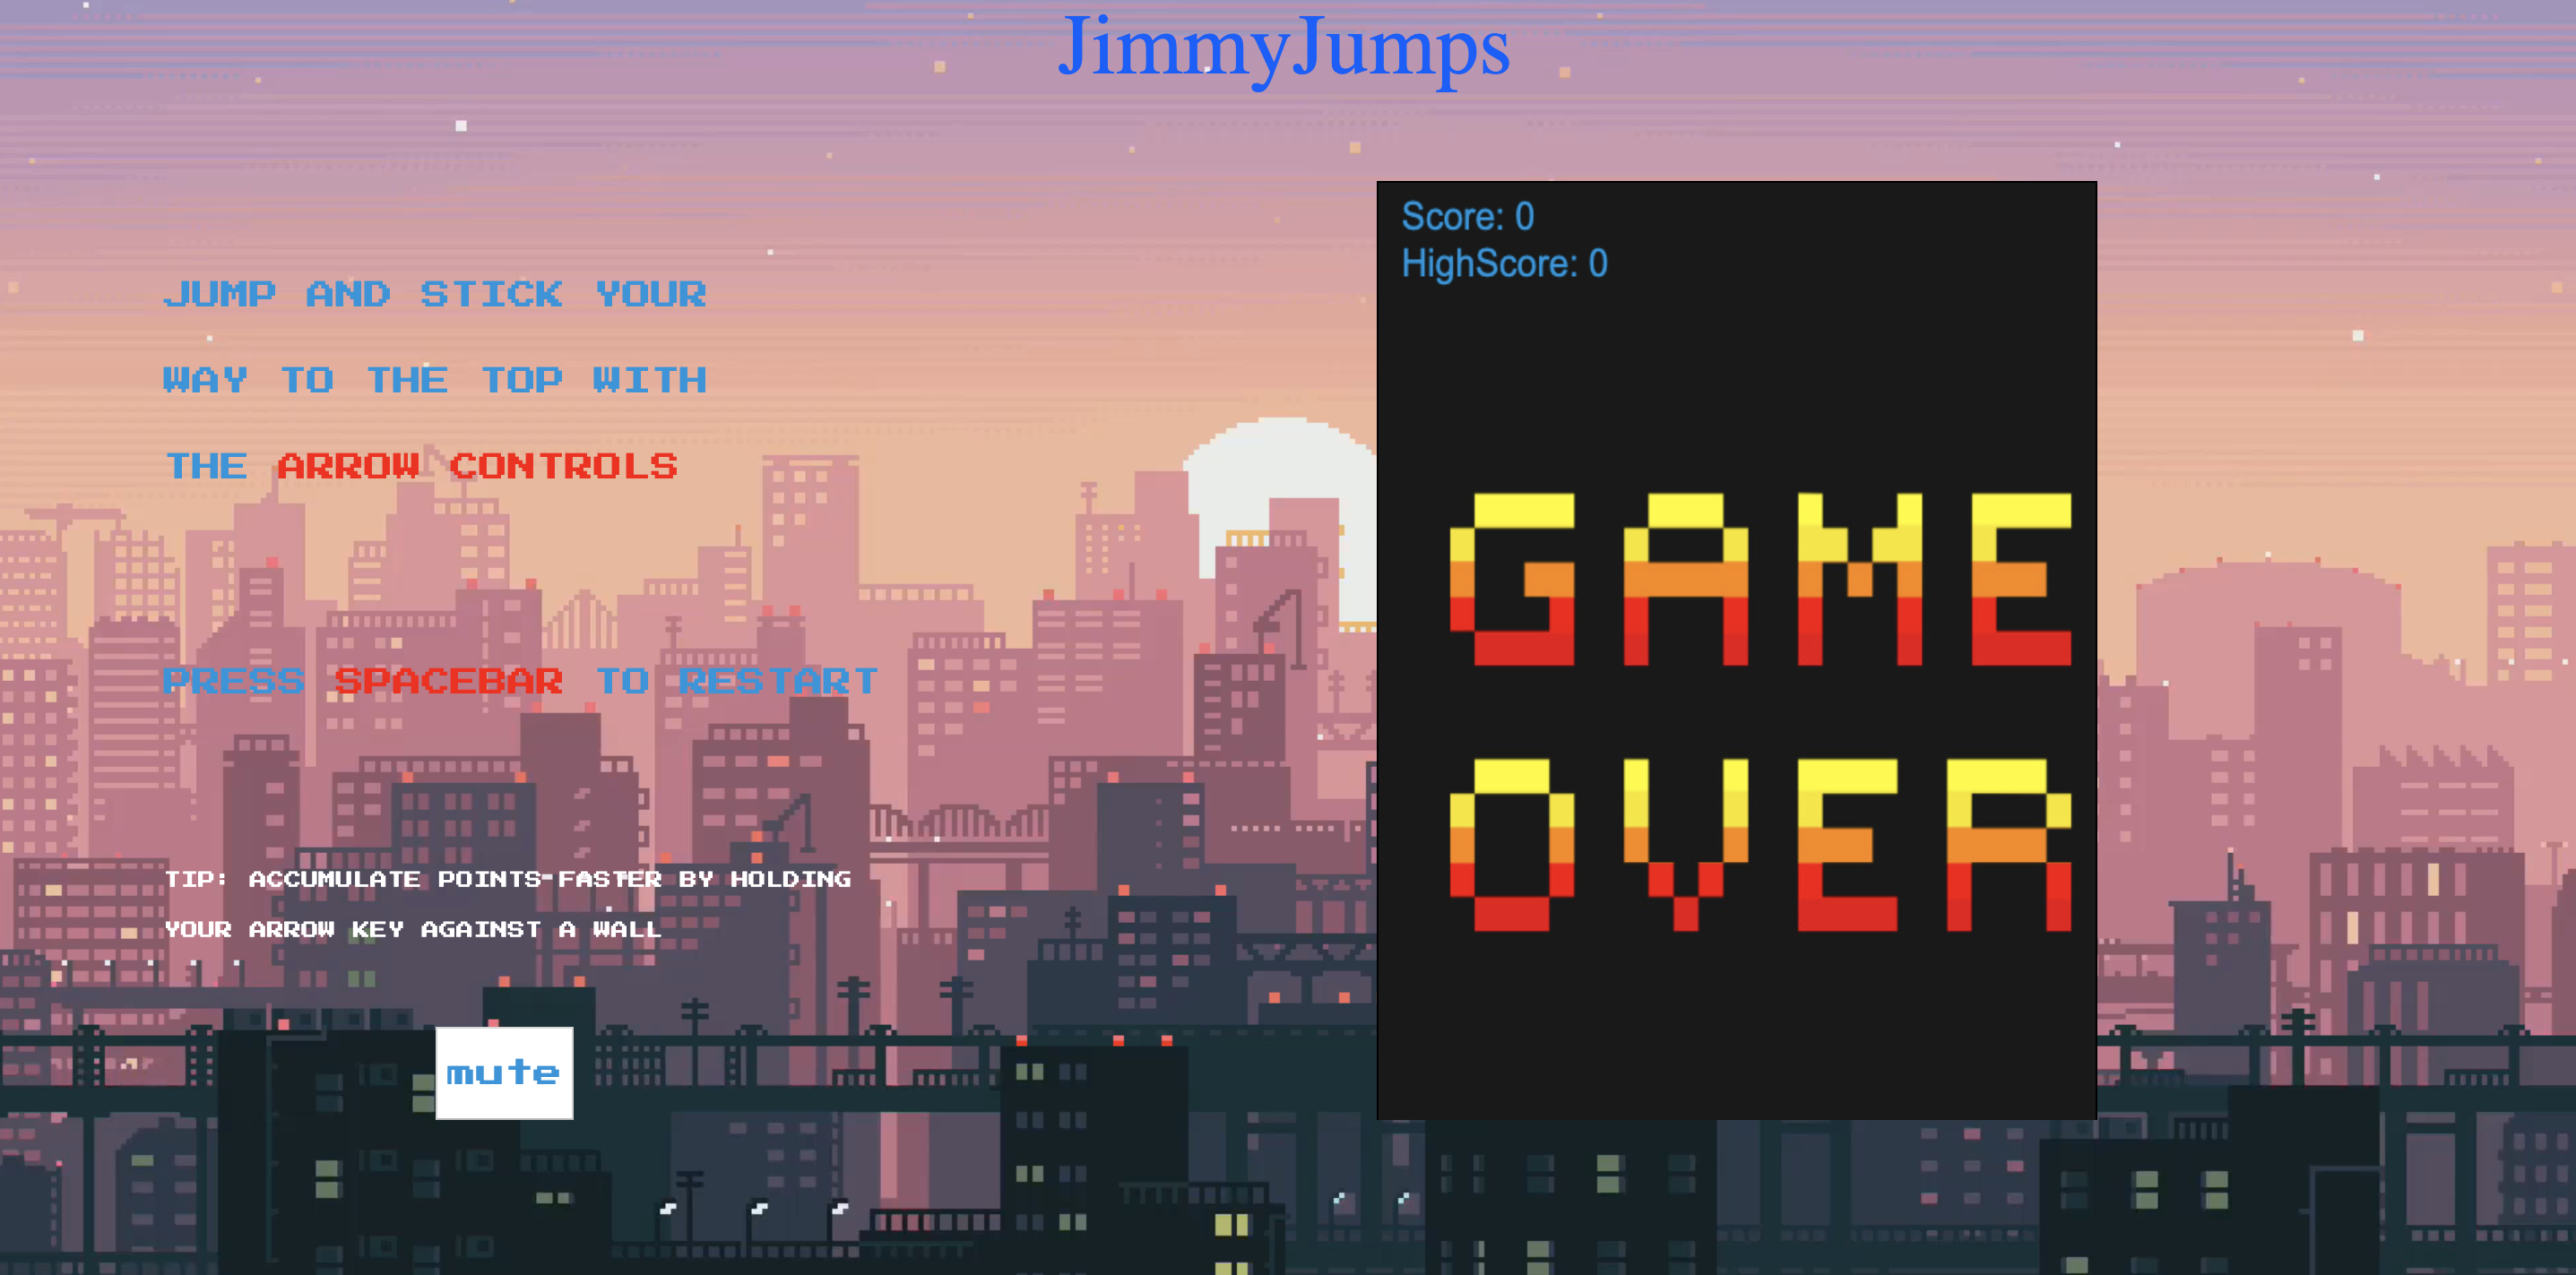 JimmyJumps
JUMP AND STICK YOUR
WAY TO THE TOP WITH
THE ARROW CONTROLS
PRESS SPACEBAR TO RESTART
TIP: ACCUMULATE POINTS FASTER BY HOLDING
YOUR ARROW KEY AGAINST A WALL
mute
Score: 0
HighScore: 0
GAME
OVER